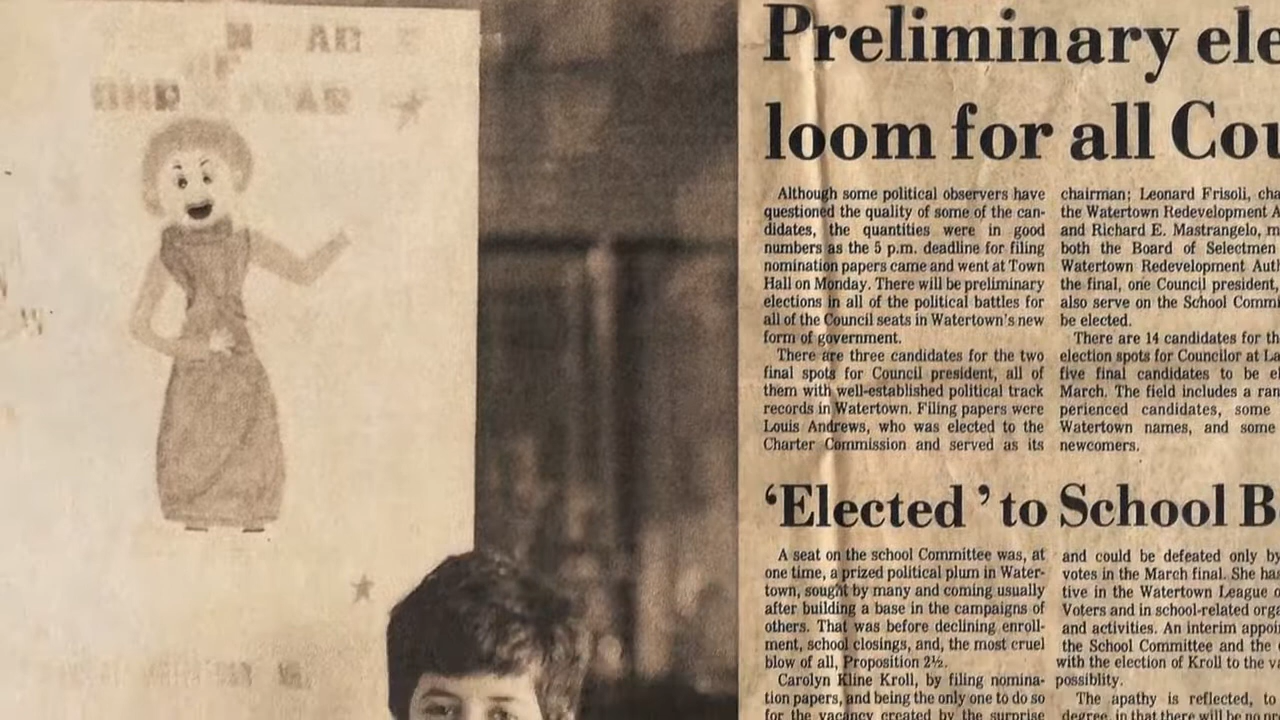 Preliminary ele
loom for all Cou
Although some political observers have
questioned the quality of some of the can-
didates, the quantities were in good
numbers as the 5 p.m. deadline for filing
nomination papers came and went at Town
Hall on Monday. There will be preliminary
elections in all of the political battles for
all of the Council seats in Watertown's new
form of government.
There are three candidates for the two
final spots for Council president, all of
them with well-established political track
records in Watertown. Filing papers were
Louis Andrews, who was elected to the
Charter Commission and served as its
chairman; Leonard Frisoli, cha
the Watertown Redevelopment A
and Richard E. Mastrangelo, m
both the Board of Selectmen
Watertown Redevelopment Auth
the final, one Council president,
also serve on the School Commi
be elected.
There are 14 candidates for th
election spots for Councilor at La
five final candidates to be el
March. The field includes a ran
perienced candidates, some
Watertown names, and some
newcomers.
‘Elected’ to School B
A seat on the school Committee was, at
one time, a prized political plum in Water-
town, sought by many and coming usually
after building a base in the campaigns of
others. That was before declining enroll-
ment, school closings, and, the most cruel
blow of all, Proposition 2½.
Carolyn Kline Kroll, by filing nomina-
tion papers, and being the only one to do so
for the vacancy created by the surprise
and could be defeated only by
votes in the March final. She has
tive in the Watertown League o
Voters and in school-related orga
and activities. An interim appoi
the School Committee and the
with the election of Kroll to the va
possiblity.
The apathy is reflected, to
degree, in that there will be no